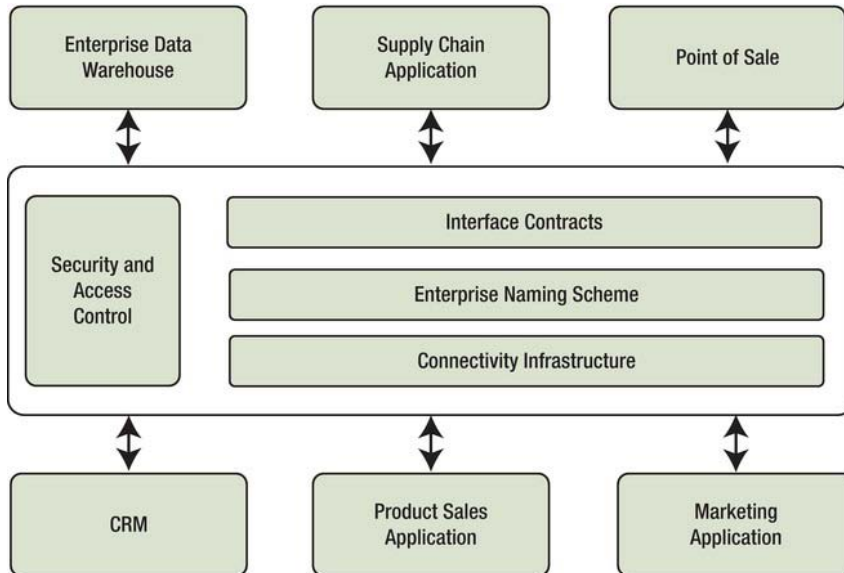 Enterprise Data
Warehouse
Supply Chain
Application
Point of Sale
Security and
Access
Control
Interface Contracts
Enterprise Naming Scheme
Connectivity Infrastructure
CRM
Product Sales
Application
Marketing
Application